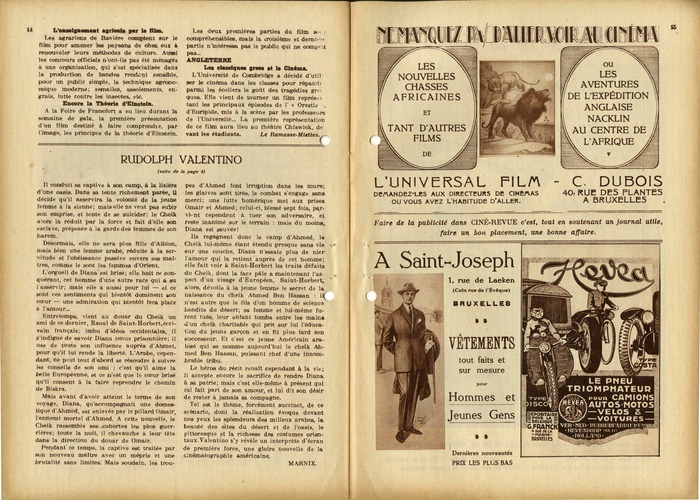 14
L'enseignement agricole par le film.
Les agrariens de Bavière comptent sur le
film pour amener les paysans de chez eux à
renouveler leurs méthodes de culture. Aussi
les concours officiels n'ont-ils pas été ménagés
à une organisation, qui s'est spécialisée dans
la production de bandes rendant sensible,
pour un public simple, la technique agrono-
mique moderne; semailles, assolements, en-
grais, lutte contre les insectes, etc.
Encore la Théorie d'Einstein.
A la Foire de Francfort a eu lieu durant la
semaine de gala, la première présentation
d'un film destiné à faire comprendre, par
l'image, les principes de la théorie d'Einstein.
Les deux premières parties du film
compréhensibles, mais la troisième et
partie n'intéressa pas le public qui ne
pas...
ANGLETERRE
Les classiques grecs et le Cinéma.
L'Université de Combridge a décidé
ser le cinéma dans les classes pour
parmi les écoliers le goût des tragédies
ques. Elle vient de tourner un film
tant les principaux épisodes de l'« Orestie
d'Euripide, mis à la scène par les professeurs
de l'Université... La première représentation
de ce film aura lieu au théâtre Chiswick,
vant les étudiants. Le Ramasse-Miettes.
RUDOLPH VALENTINO
(suite de la page 4)
Il conduit sa captive à son camp, à la lisière
d'une oasis. Dans sa tente richement parée, il
décide qu'il asservira la volonté de la jeune
femme à la sienne; mais elle ne veut pas subir
son emprise, et tente de se suicider; le Cheik
alors la réduit par la force et fait d'elle son
esclave, préposée à la garde des femmes de son
harem.
Désormais, elle ne sera plus fille d'Albion,
mais bien une femme arabe, réduite à la ser-
vitude et l'obéissance passive envers ses maî-
tres, comme le sont les femmes d'Orient.
L'orgueil de Diana est brisé; elle hait ce con-
quérant, cet homme d'une autre race qui a su
l'asservir; mais elle a aussi pour lui — et ce
sont ces sentiments qui bientôt dominent son
cœur — une admiration qui bientôt fera place
à l'amour...
Entretemps, vient au douar du Cheik un
ami de ce dernier, Raoul de Saint-Hubert, écri-
vain français; imbu d'idées occidentales, il
s'indigne de savoir Diana tenue prisonnière; il
use de toute son influence auprès d'Ahmet,
pour qu'il lui rende la liberté. L'Arabe, cepen-
dant, ne peut tout d'abord se résoudre à suivre
les conseils de son ami : c'est qu'il aime la
belle Européenne, et ce n'est que le cœur brisé
qu'il consent à la faire reprendre le chemin
de Biskra.
Mais avant d'avoir atteint le terme de son
voyage, Diana, qu'accompagnait une domes-
tique d'Ahmid, est enlevée par le pillard Omair,
l'ennemi mortel d'Ahmed. A cette nouvelle, le
Cheik rassemble ses cohortes les plus guer-
rières; toute la nuit, il chevauche à leur tête
dans la direction du douar de Omair.
Pendant ce temps, la captive est traitée par
son nouveau maître avec un mépris et une
brutalité sans limites. Mais soudain, les trou-
pes d'Ahmet font irruption dans les murs;
les glaives sont tirés, le combat s'engage sans
merci; une lutte homérique met aux prises
Omair et Ahmed; celui-ci, blessé sept fois, par-
vient cependant à tuer son adversaire, et
reste inanimé sur le terrain : mais du moins,
Diana est sauvée!
Ils regagnent donc le camp d'Ahmed, le
Cheik lui-même étant étendu presque sans vie
sur une couche, Diana n'essaie plus de nier
l'amour qui la retient auprès de cet homme;
elle fait voir à Saint-Horbert les traits défaits
du Cheik, dont la face pâle a maintenant l'as-
pect d'un visage d'Européen, Saint-Horbert,
alors, dévoile à la jeune femme le secret de la
naissance du cheik Ahmed Ben Hassan : il
n'est autre que le fils d'un homme de science
bandits du désert; sa femme et lui-même fu-
rent tués, leur enfant tomba entre les mains
d'un cheik charitable qui prit sur lui l'éduca-
tion du jeune garçon et en fit plus tard son
successeur. Et c'est ce jeune Américain ara-
bisé qui se nomme aujourd'hui le cheik Ah-
med Ben Hassan, puissant chef d'une innom-
brable tribu.
Le héros du récit renaît cependant à la vie;
Il accepte encore le sacrifice de rendre Diana
à sa patrie; mais c'est elle-même à présent qui
lui fait part de son amour, et lui dit son désir
de rester à jamais sa compagne.
Tel est le thème, forcément succinct, de ce
scénario, dont la réalisation évoque devant
nos yeux les splendeurs des milieux arabes, la
beauté des sites du désert et de l'oasis, le
pittoresque et la richesse des costumes orien-
taux. Valentino s'y révèle un interprète d'écran
de première force, une gloire nouvelle de la
cinématographie américaine.
MARNIX.
NE MANQUEZ PAS D'ALLER VOIR AU CINÉMA
LES
NOUVELLES
CHASSES
AFRICAINES
ET
TANT D'AUTRES
FILMS
DE
OU
LES
AVENTURES
DE L'EXPÉDITION
ANGLAISE
NACKLIN
AU CENTRE DE
L'AFRIQUE
L'UNIVERSAL FILM - C. DUBOIS
DEMANDEZ-LES AUX DIRECTEURS DE CINÉMAS
OU VOUS AVEZ L'HABITUDE D'ALLER.
40. RUE DES PLANTES
A BRUXELLES
Faire de la publicité dans CINÉ-REVUE c'est, tout en soutenant un journal utile,
faire un bon placement, une bonne affaire.
A Saint-Joseph
1, rue de Laeken
(Coin rue de l'Evêque)
BRUXELLES
VÊTEMENTS
tout faits et
sur mesure
pour
Hommes et
Jeunes Gens
Dernières nouveautés
PRIX LES PLUS BAS
Hevea
TYPE
DISCO
TYPE
COSTA
LE PNEU
TRIOMPHATEUR
POUR CAMIONS
AUTOS-MOTOS
VELOS &
VOITURES
HEVEA
G. FRANCK
BRUXELLES
HOLLAND